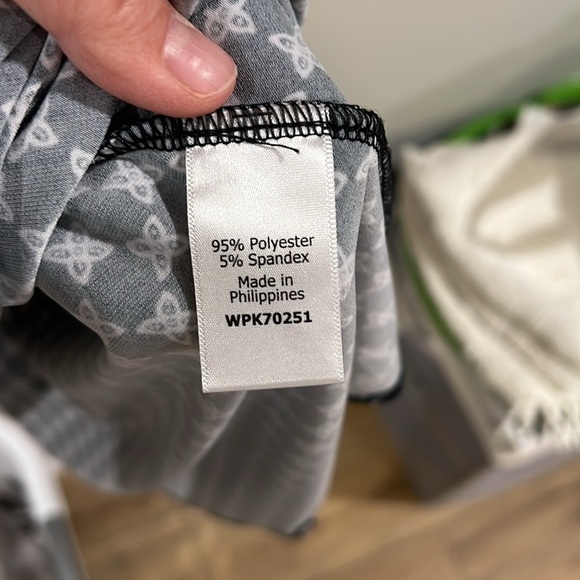 95% Polyester
5% Spandex
Made in
Philippines
WPK70251